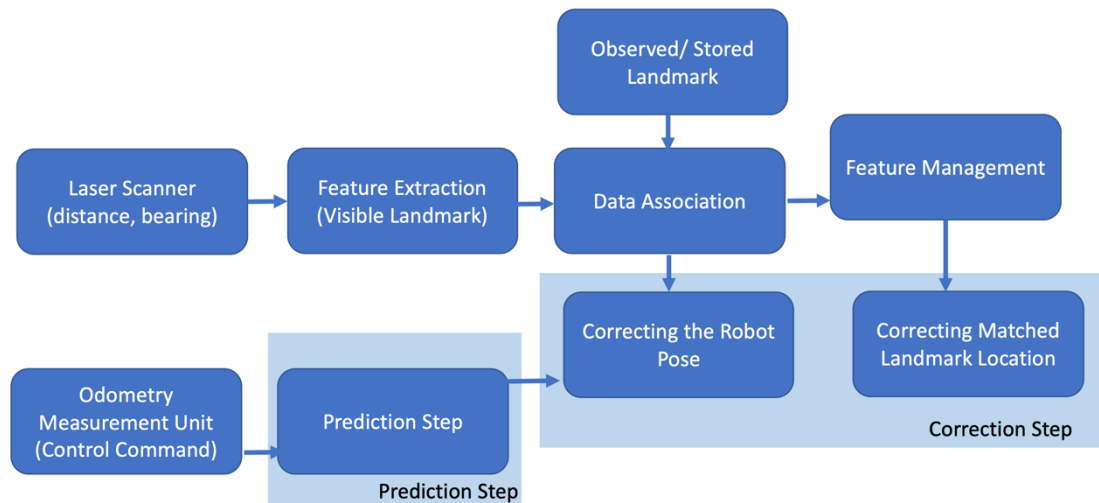 Observed/ Stored
Landmark
Laser Scanner
(distance, bearing)
Feature Extraction
(Visible Landmark)
Data Association
Feature Management
Correcting the Robot
Pose
Correcting Matched
Landmark Location
Odometry
Measurement Unit
(Control Command)
Prediction Step
Correction Step
Prediction Step